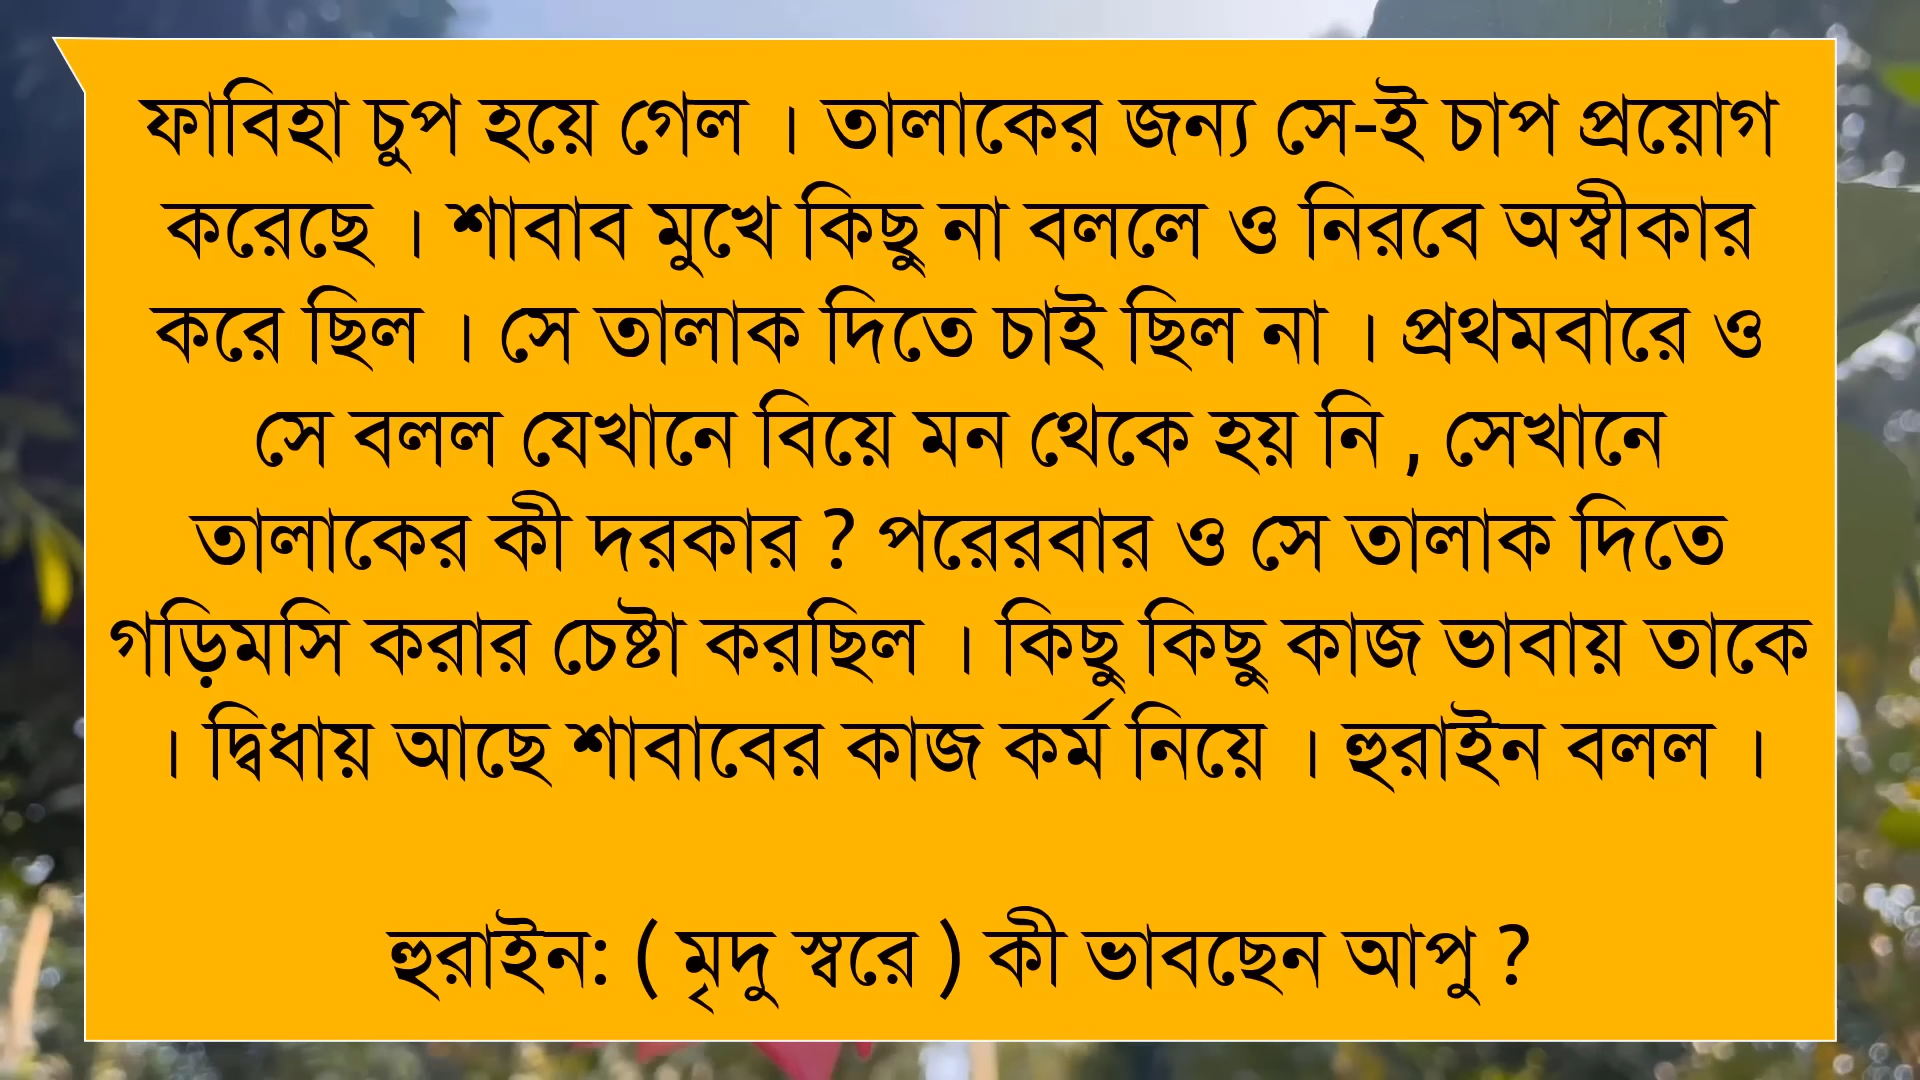 ফাবিহা চুপ হয়ে গেল । তালাকের জন্য সে-ই চাপ প্রয়োগ
করেছে । শাবাব মুখে কিছু না বললে ও নিরবে অস্বীকার
করে ছিল । সে তালাক দিতে চাই ছিল না । প্রথমবারে ও
সে বলল যেখানে বিয়ে মন থেকে হয় নি , সেখানে
তালাকের কী দরকার ? পরেরবার ও সে তালাক দিতে
গড়িমসি করার চেষ্টা করছিল । কিছু কিছু কাজ ভাবায় তাকে
। দ্বিধায় আছে শাবাবের কাজ কর্ম নিয়ে । হুরাইন বলল ।
হুরাইন: ( মৃদু স্বরে ) কী ভাবছেন আপু ?